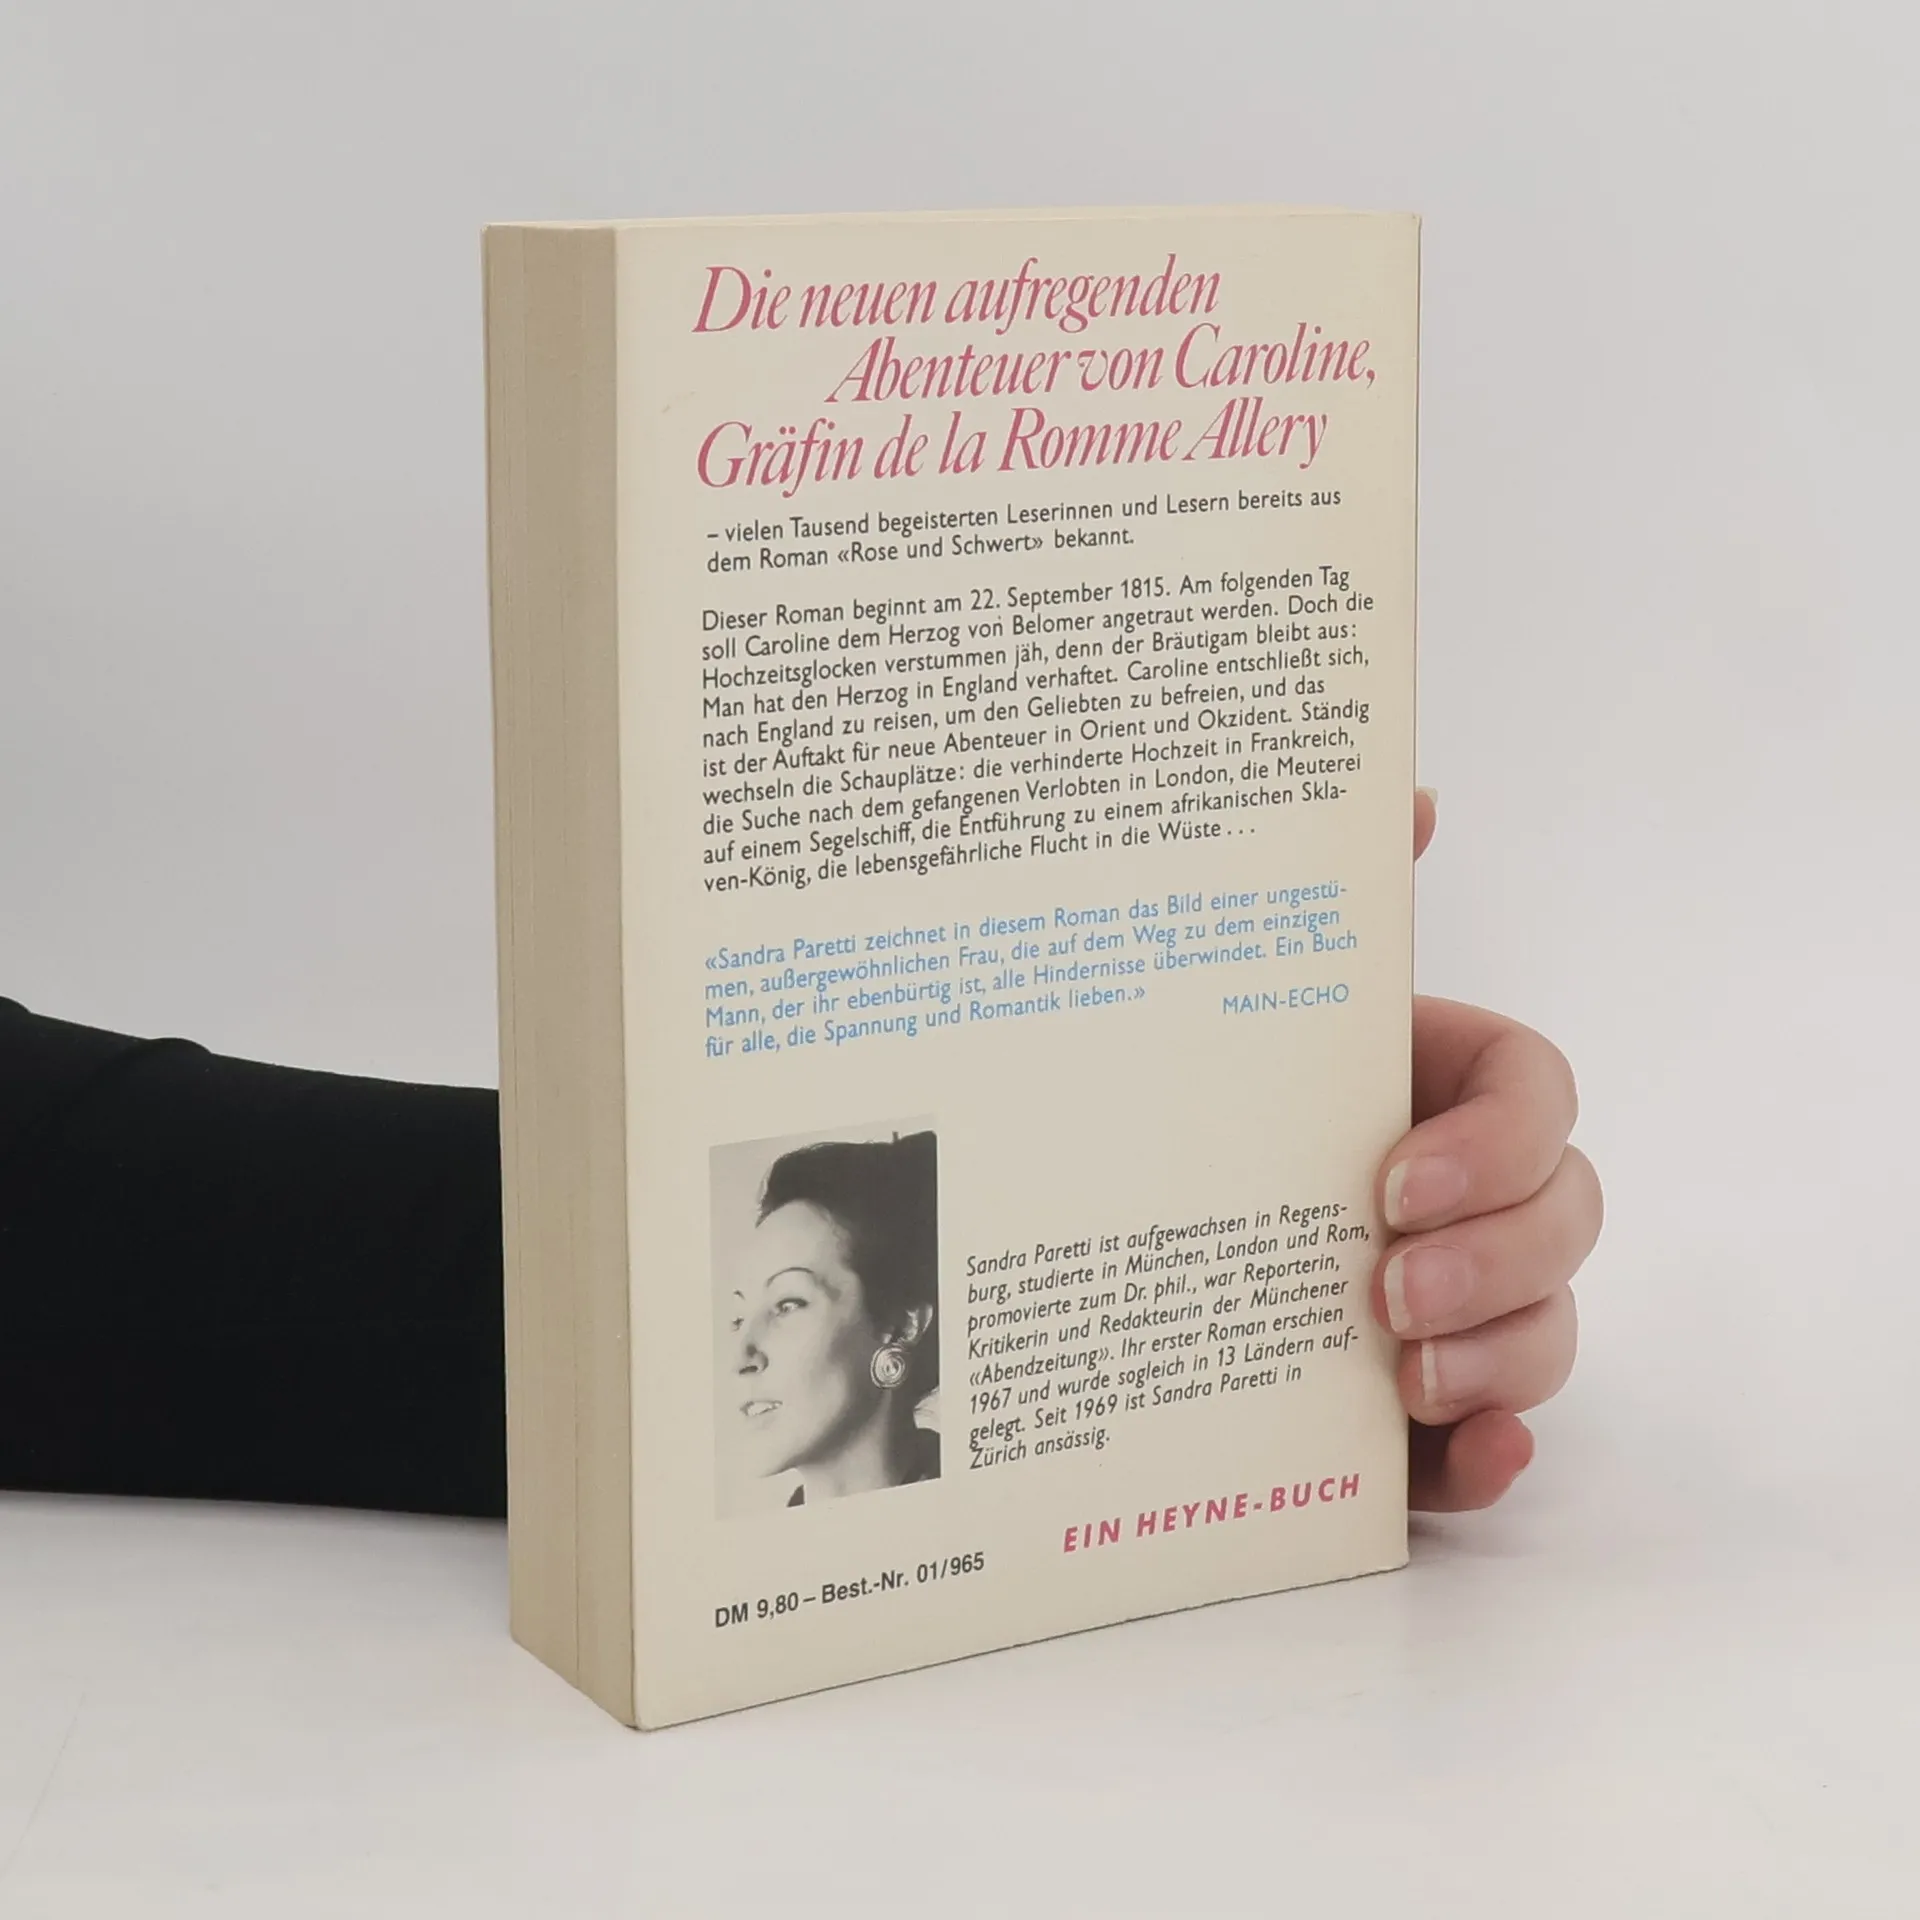 Die neuen aufregenden
Abenteuer von Caroline,
Gräfin de la Romme Allery
– vielen Tausend begeisterten Leserinnen und Lesern bereits aus
dem Roman «Rose und Schwert» bekannt.
Dieser Roman beginnt am 22. September 1815. Am folgenden Tag
soll Caroline dem Herzog von Belomer angetraut werden. Doch die
Hochzeitsglocken verstummen jäh, denn der Bräutigam bleibt aus:
Man hat den Herzog in England verhaftet. Caroline entschließt sich,
nach England zu reisen, um den Geliebten zu befreien, und das
ist der Auftakt für neue Abenteuer in Orient und Okzident. Ständig
wechseln die Schauplätze: die verhinderte Hochzeit in Frankreich,
die Suche nach dem gefangenen Verlobten in London, die Meuterei
auf einem Segelschiff, die Entführung zu einem afrikanischen Skla-
ven-König, die lebensgefährliche Flucht in die Wüste . . .
«Sandra Paretti zeichnet in diesem Roman das Bild einer ungestü-
men, außergewöhnlichen Frau, die auf dem Weg zu dem einzigen
Mann, der ihr ebenbürtig ist, alle Hindernisse überwindet. Ein Buch
für alle, die Spannung und Romantik lieben.» MAIN-ECHO
Sandra Paretti ist aufgewachsen in Regens-
burg, studierte in München, London und Rom,
promovierte zum Dr. phil., war Reporterin,
Kritikerin und Redakteurin der Münchener
«Abendzeitung». Ihr erster Roman erschien
1967 und wurde sogleich in 13 Ländern auf-
gelegt. Seit 1969 ist Sandra Paretti in
Zürich ansässig.
EIN HEYNE-BUCH
DM 9,80 – Best.-Nr. 01/965